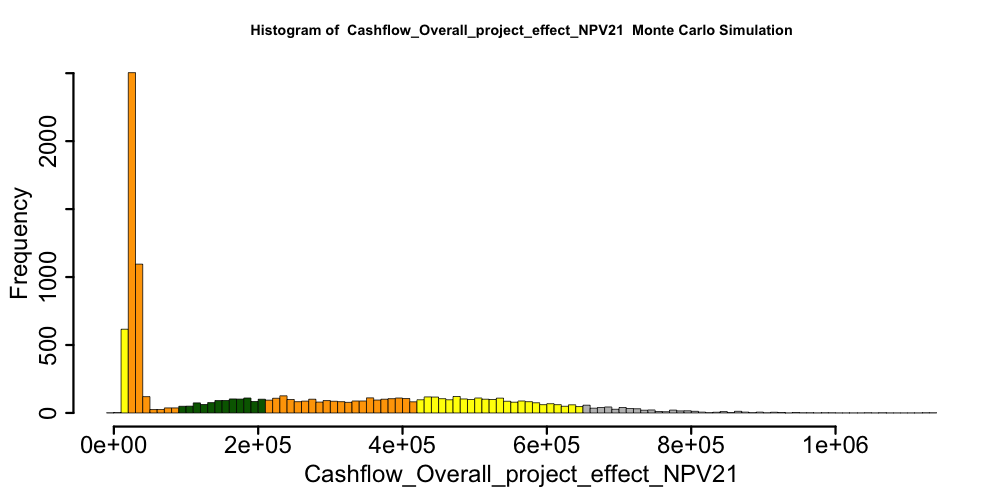 Histogram of Cashflow_Overall_project_effect_NPV21 Monte Carlo Simulation
Frequency
2000
1000
500
0
0e+00 2e+05 4e+05 6e+05 8e+05 1e+06
Cashflow_Overall_project_effect_NPV21